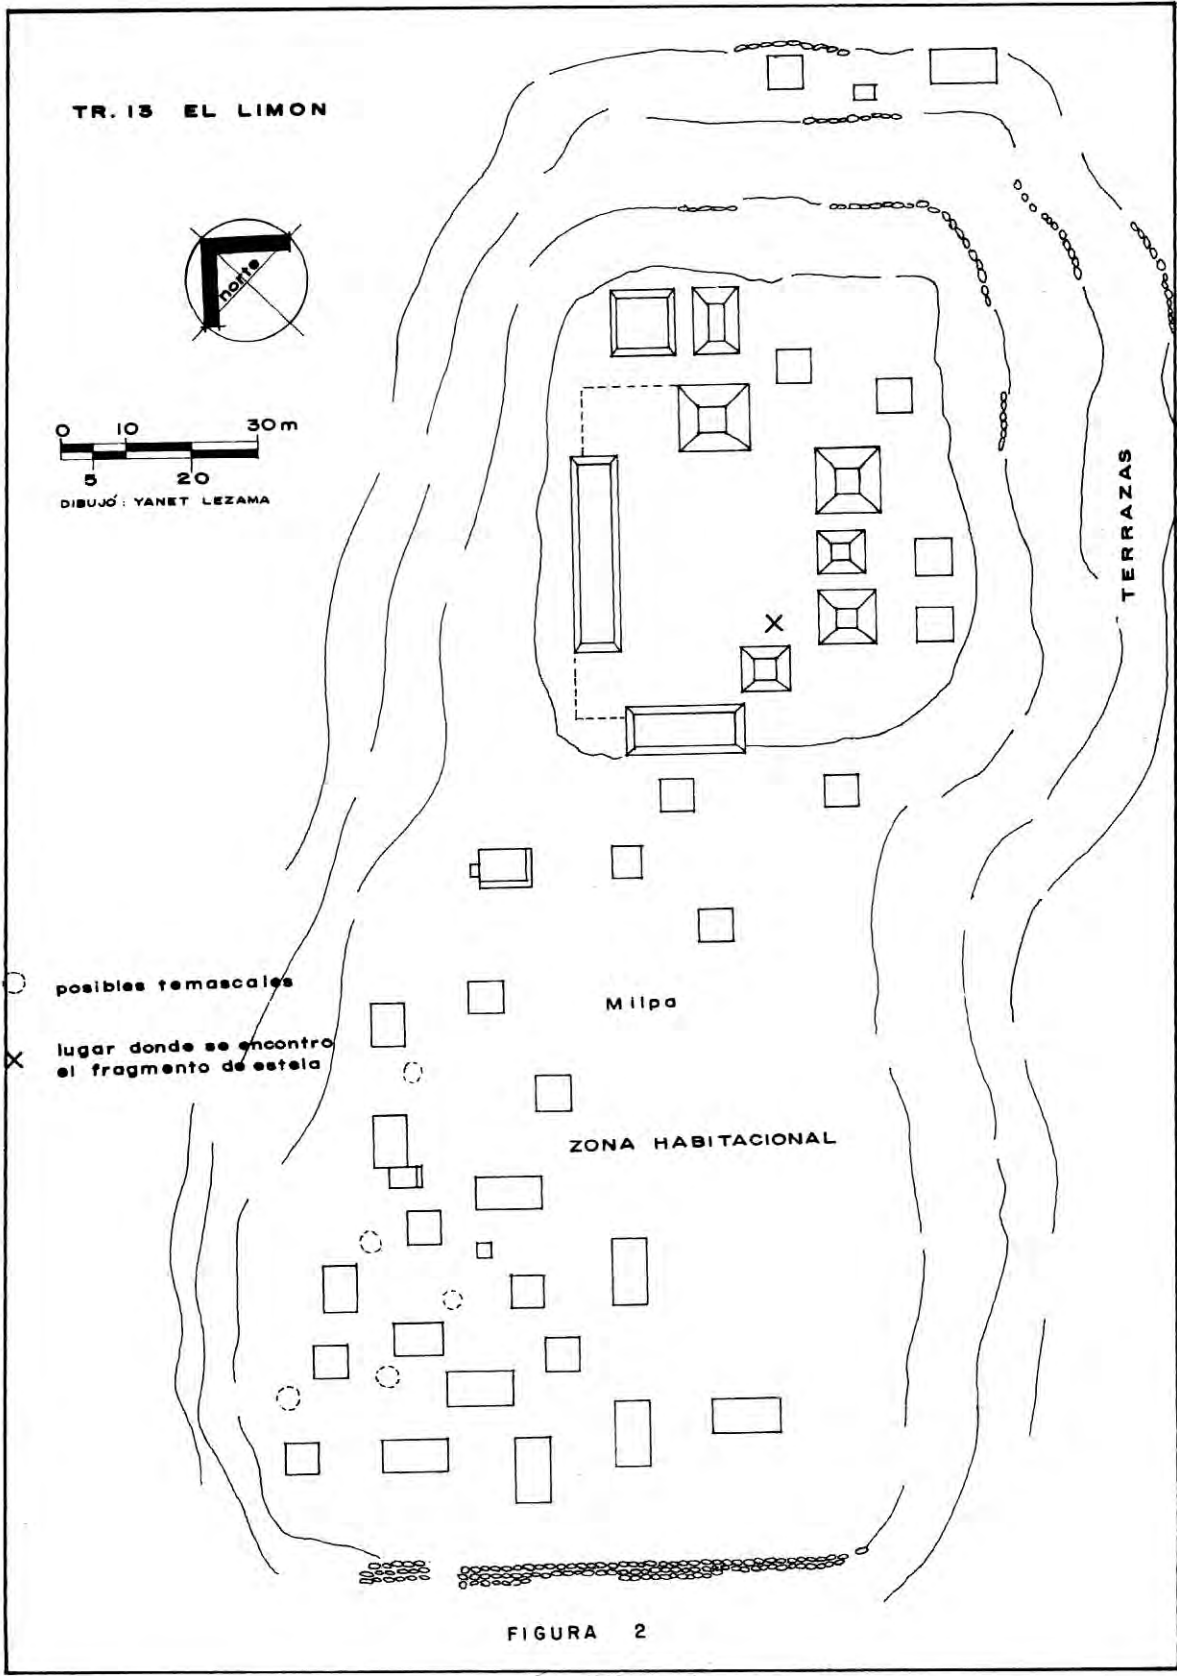 TR. 13 EL LIMON
norte
0 10 30 m
5 20
DIBUJÓ: YANET LEZAMA
TERRAZAS
posibles temascales
lugar donde se encontro
el fragmento de estela
Milpa
ZONA HABITACIONAL
FIGURA 2